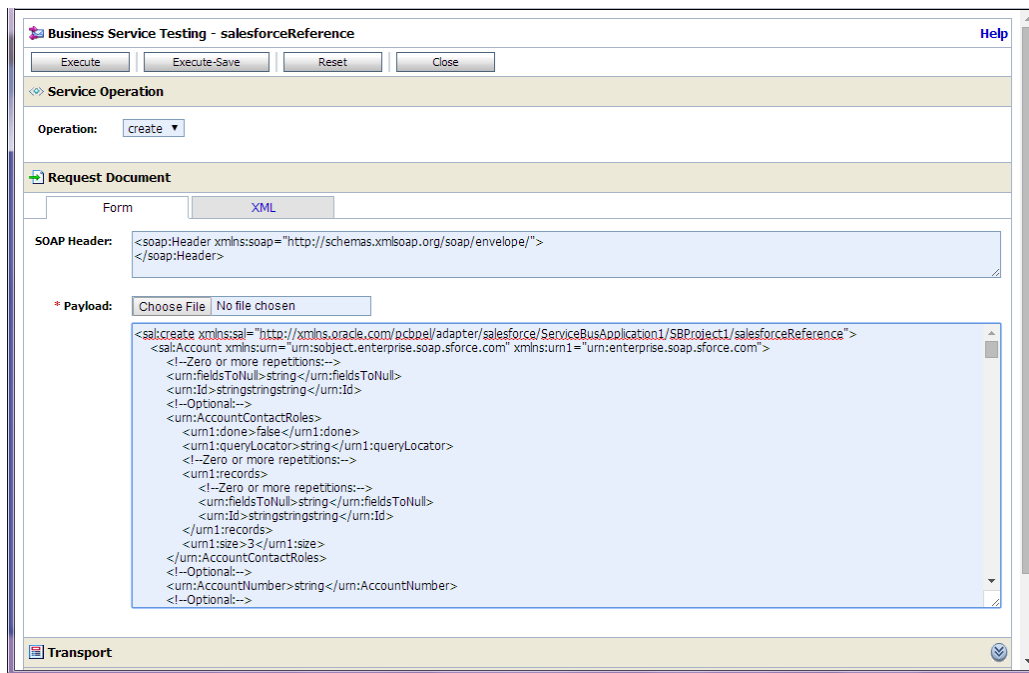 Business Service Testing - salesforceReference Help
Execute Execute-Save Reset Close
Service Operation
Operation: create
Request Document
Form XML
SOAP Header: <soap:Header xmlns:soap="http://schemas.xmlsoap.org/soap/envelope/">
</soap:Header>
* Payload: Choose File No file chosen
<sal:create xmlns:sal="http://xmlns.oracle.com/pcbpel/adapter/salesforce/ServiceBusApplication1/SBProject1/salesforceReference">
<sal:Account xmlns:urn="urn:sobject.enterprise.soap.sforce.com" xmlns:urn1="urn:enterprise.soap.sforce.com">
<!--Zero or more repetitions:-->
<urn:fieldsToNull>string</urn:fieldsToNull>
<urn:Id>stringstringstring</urn:Id>
<!--Optional:-->
<urn:AccountContactRoles>
<urn1:done>false</urn1:done>
<urn1:queryLocator>string</urn1:queryLocator>
<!--Zero or more repetitions:-->
<urn1:records>
<!--Zero or more repetitions:-->
<urn:fieldsToNull>string</urn:fieldsToNull>
<urn:Id>stringstringstring</urn:Id>
</urn1:records>
<urn1:size>3</urn1:size>
</urn:AccountContactRoles>
<!--Optional:-->
<urn:AccountNumber>string</urn:AccountNumber>
<!--Optional:-->
Transport